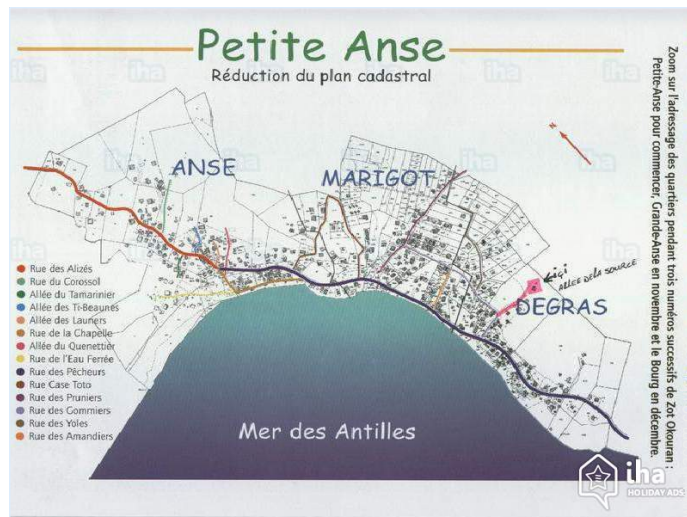 Petite Anse
Réduction du plan cadastral
Zoom sur l'adressage des quartiers pendant trois numéros successifs de Zot Okouran :
Petite-Anse pour commencer, Grande-Anse en novembre et le Bourg en décembre.
ANSE
MARIGOT
ici
ALLEE DE LA SOURCE
DEGRAS
Rue des Alizés
Rue du Corossol
Allée du Tamarinier
Allée des Ti-Beaunes
Allée des Lauriers
Rue de la Chapelle
Allée du Quenettier
Rue de l'Eau Ferrée
Rue des Pêcheurs
Rue Case Toto
Rue des Pruniers
Rue des Gommiers
Rue des Yoles
Rue des Amandiers
Mer des Antilles
iha
HOLIDAY ADS